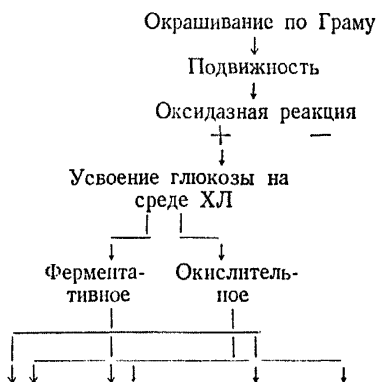 Окрашивание по Граму
Подвижность
Оксидазная реакция
+ —
Усвоение глюкозы на
среде ХЛ
Фермента-
тивное
Окислитель-
ное